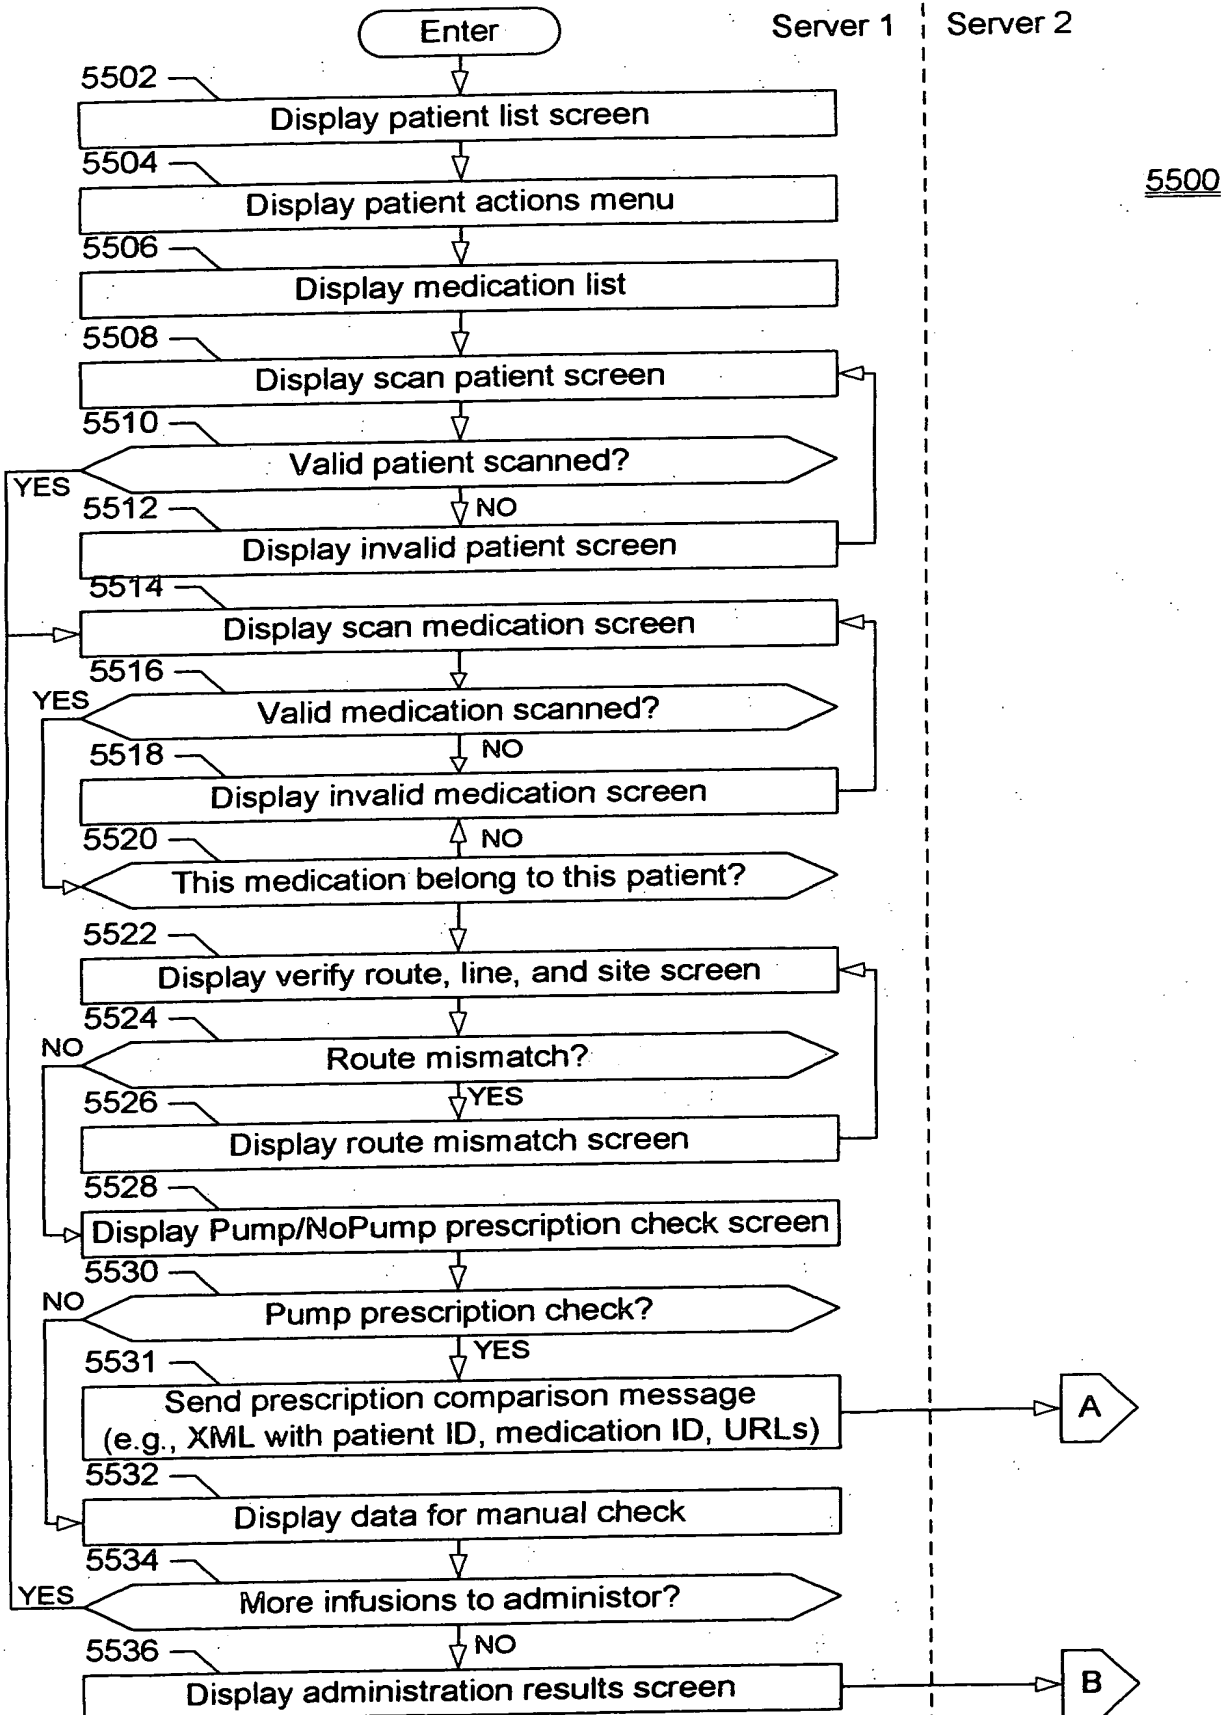 Enter
Server 1
Server 2
5500
5502
Display patient list screen
5504
Display patient actions menu
5506
Display medication list
5508
Display scan patient screen
5510
Valid patient scanned?
YES
NO
5512
Display invalid patient screen
5514
Display scan medication screen
5516
Valid medication scanned?
YES
NO
5518
Display invalid medication screen
NO
5520
This medication belong to this patient?
5522
Display verify route, line, and site screen
5524
Route mismatch?
NO
YES
5526
Display route mismatch screen
5528
Display Pump/NoPump prescription check screen
5530
Pump prescription check?
NO
YES
5531
Send prescription comparison message
(e.g., XML with patient ID, medication ID, URLs)
A
5532
Display data for manual check
5534
More infusions to administor?
YES
NO
5536
Display administration results screen
B